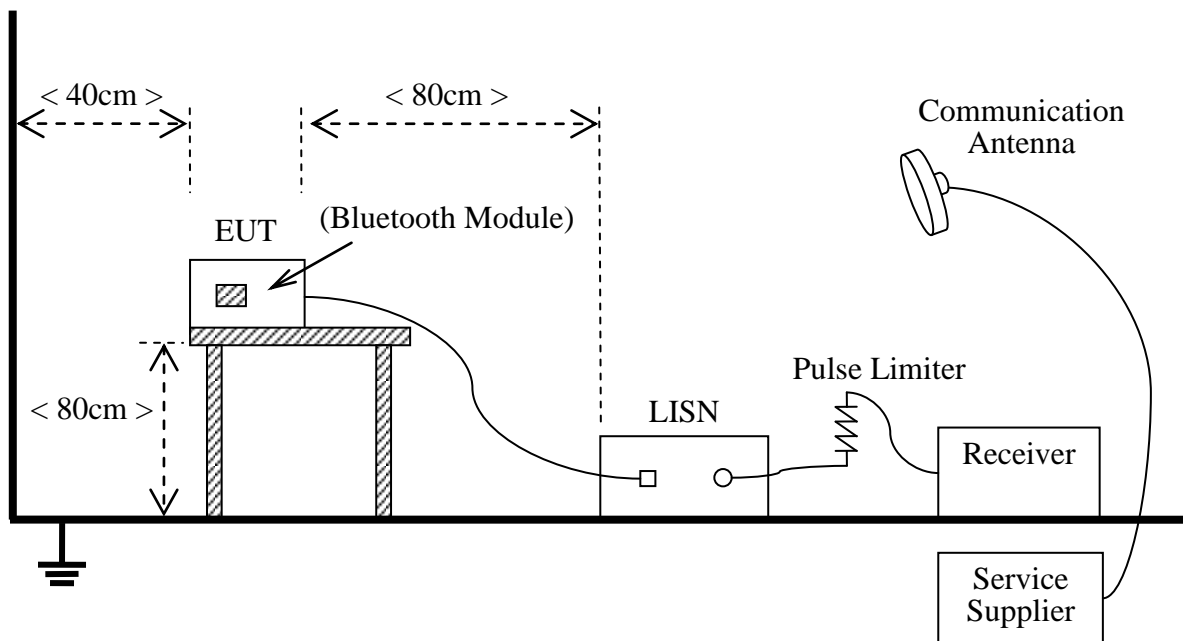 < 40cm >
< 80cm >
Communication
Antenna
(Bluetooth Module)
EUT
Pulse Limiter
< 80cm >
LISN
Receiver
Service
Supplier